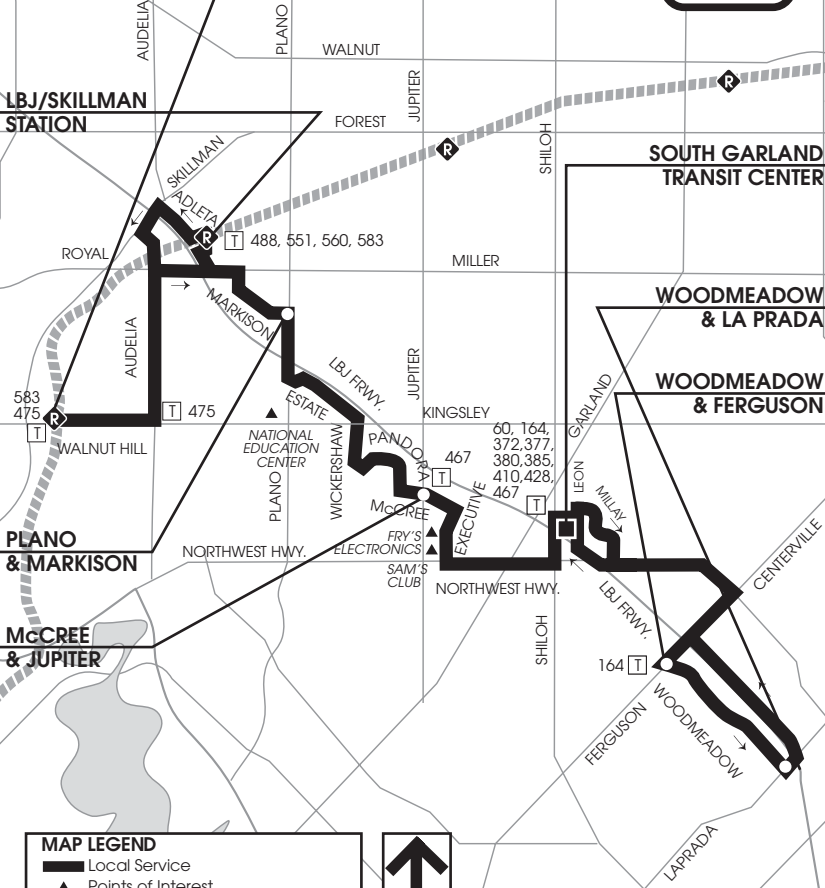 AUDELIA
PLANO
WALNUT
JUPITER
LBJ/SKILLMAN
STATION
FOREST
R
R
SHILOH
SKILLMAN
SOUTH GARLAND
TRANSIT CENTER
ADLETA
R
T 488, 551, 560, 583
ROYAL
MILLER
MARKISON
WOODMEADOW
& LA PRADA
AUDELIA
JUPITER
LBJ FRWY.
WOODMEADOW
& FERGUSON
GARLAND
583
475
R
T
T 475
ESTATE
KINGSLEY
60, 164,
372,377,
380,385,
410,428,
467
T
WALNUT HILL
NATIONAL
EDUCATION
CENTER
WICKERSHAW
PANDORA
467
T
LEON
MILLAY
PLANO
McCREE
EXECUTIVE
FRY'S
ELECTRONICS
SAM'S
CLUB
PLANO
& MARKISON
NORTHWEST HWY.
NORTHWEST HWY.
CENTERVILLE
LBJ FRWY.
SHILOH
McCREE
& JUPITER
164 T
FERGUSON
WOODMEADOW
LAPRADA
MAP LEGEND
Local Service
Points of Interest